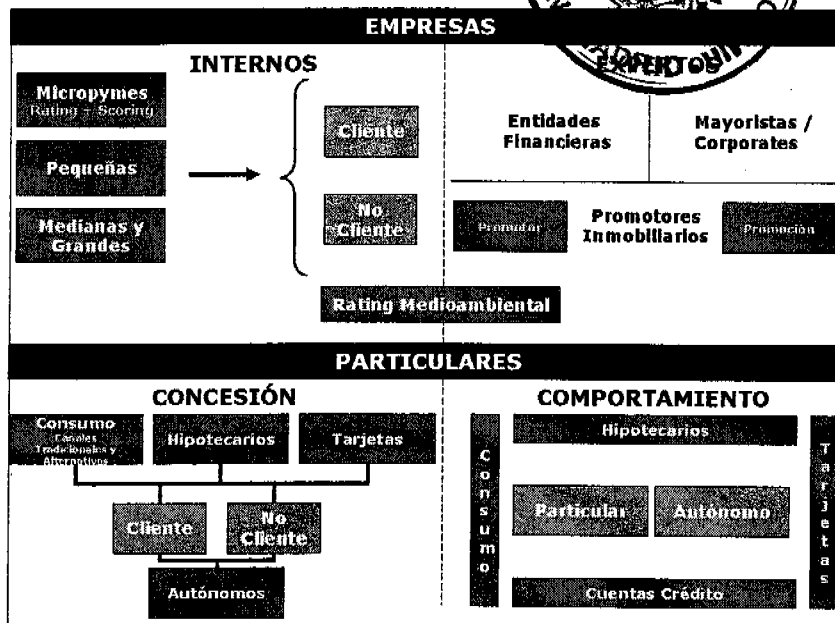 EMPRESAS
INTERNOS
EXPERTOS
Micropymes
Rating - Scoring
Pequeñas
Medianas y
Grandes
Cliente
No
Cliente
Entidades
Financieras
Mayoristas /
Corporates
Promotor
Promotores
Inmobiliarios
Promoción
Rating Medioambiental
PARTICULARES
CONCESIÓN
Consumo
Canales
Tradicionales y
Alternativos
Hipotecarios
Tarjetas
Cliente
No
Cliente
Autónomos
COMPORTAMIENTO
Consumo
Hipotecarios
Particular
Autónomo
Cuentas Crédito
Tarjetas